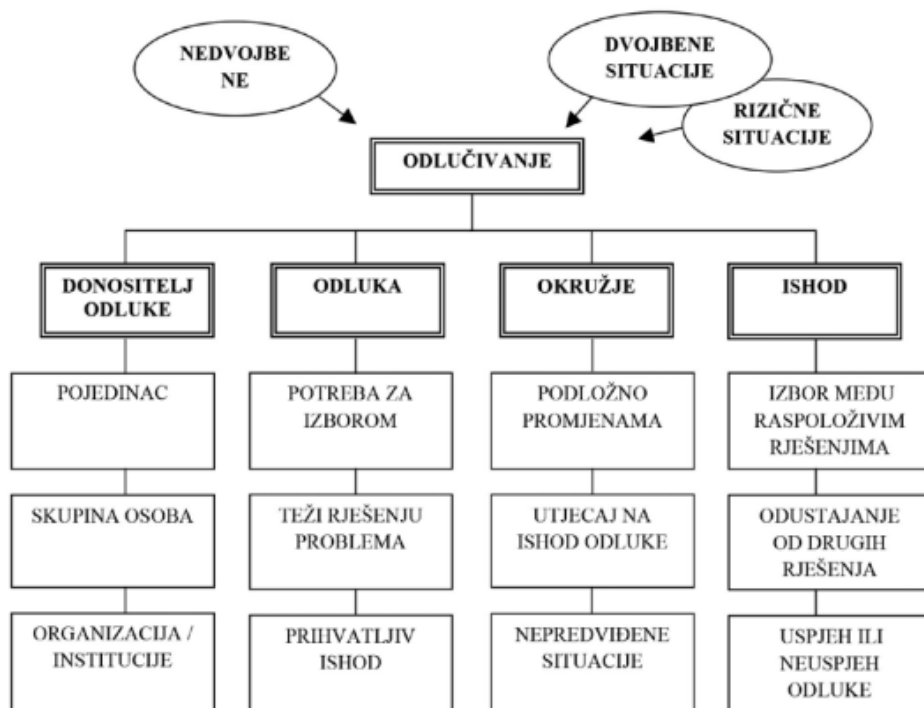 NEDVOJBE
NE
DVOJBENE
SITUACIJE
RIZIČNE
SITUACIJE
ODLUČIVANJE
DONOSITELJ
ODLUKE
ODLUKA
OKRUŽJE
ISHOD
POJEDINAC
POTREBA ZA
IZBOROM
PODLOŽNO
PROMJENAMA
IZBOR MEĐU
RASPOLOŽIVIM
RJEŠENJIMA
SKUPINA OSOBA
TEŽI RJEŠENJU
PROBLEMA
UTJECAJ NA
ISHOD ODLUKE
ODUSTAJANJE
OD DRUGIH
RJEŠENJA
ORGANIZACIJA /
INSTITUCIJE
PRIHVATLJIV
ISHOD
NEPREDVIĐENE
SITUACIJE
USPJEH ILI
NEUSPJEH
ODLUKE